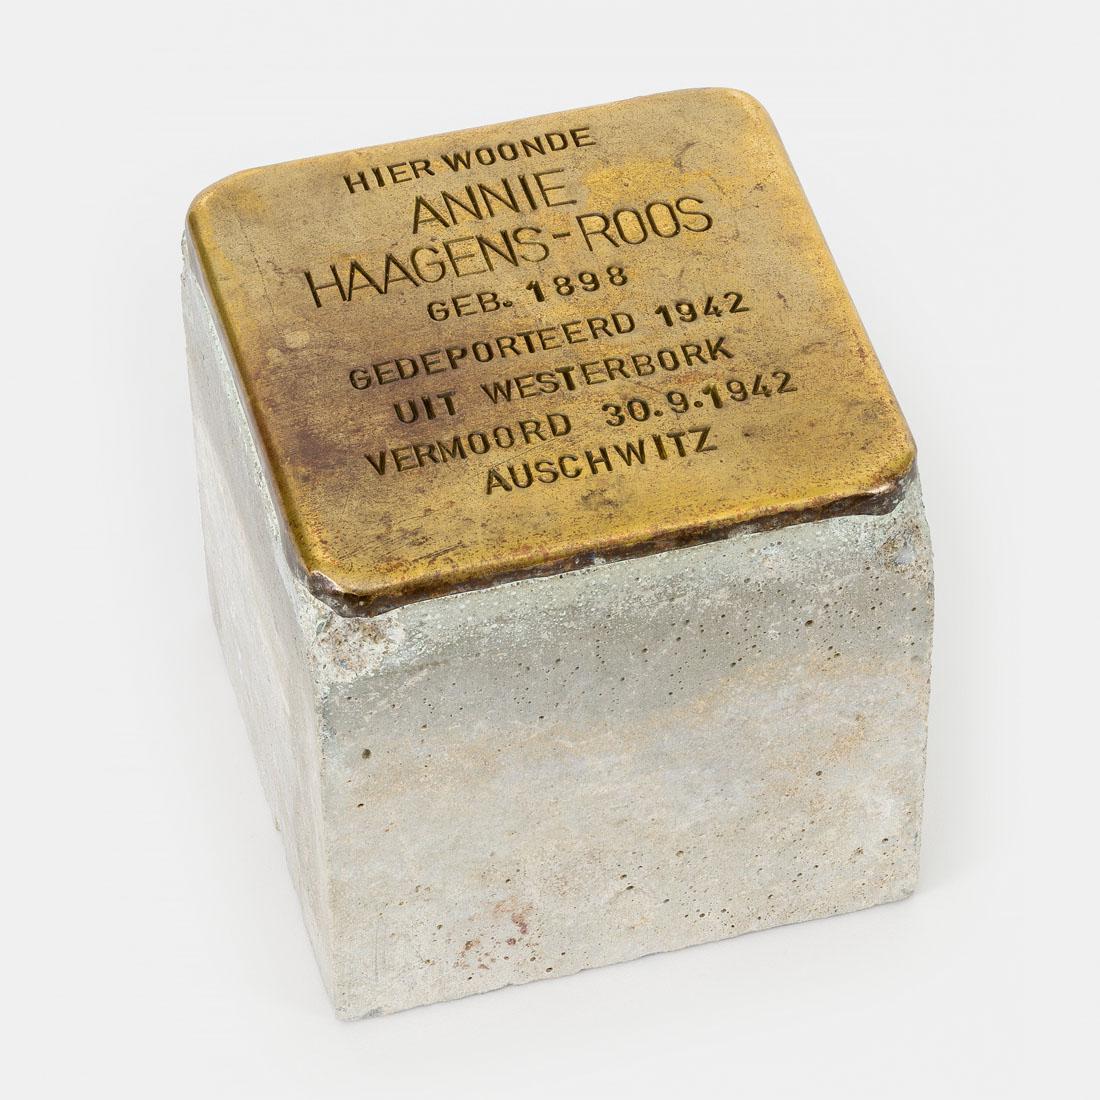 HIER WOONDE
ANNIE
HAAGENS-ROOS
GEB. 1898
GEDEPORTEERD 1942
UIT WESTERBORK
VERMOORD 30.9.1942
AUSCHWITZ